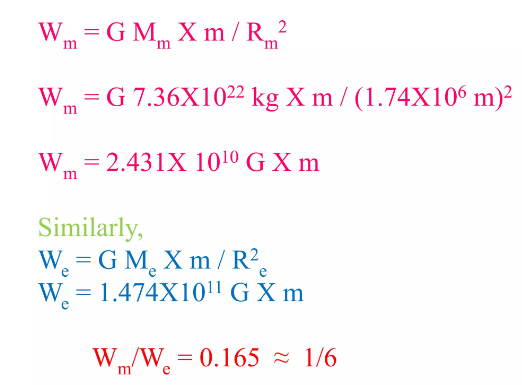 Wₘ = G Mₘ X m / Rₘ²
Wₘ = G 7.36X10²² kg X m / (1.74X10⁶ m)²
Wₘ = 2.431X 10¹⁰ G X m
Similarly,
Wₑ = G Mₑ X m / R²ₑ
Wₑ = 1.474X10¹¹ G X m
Wₘ/Wₑ = 0.165 ≈ 1/6